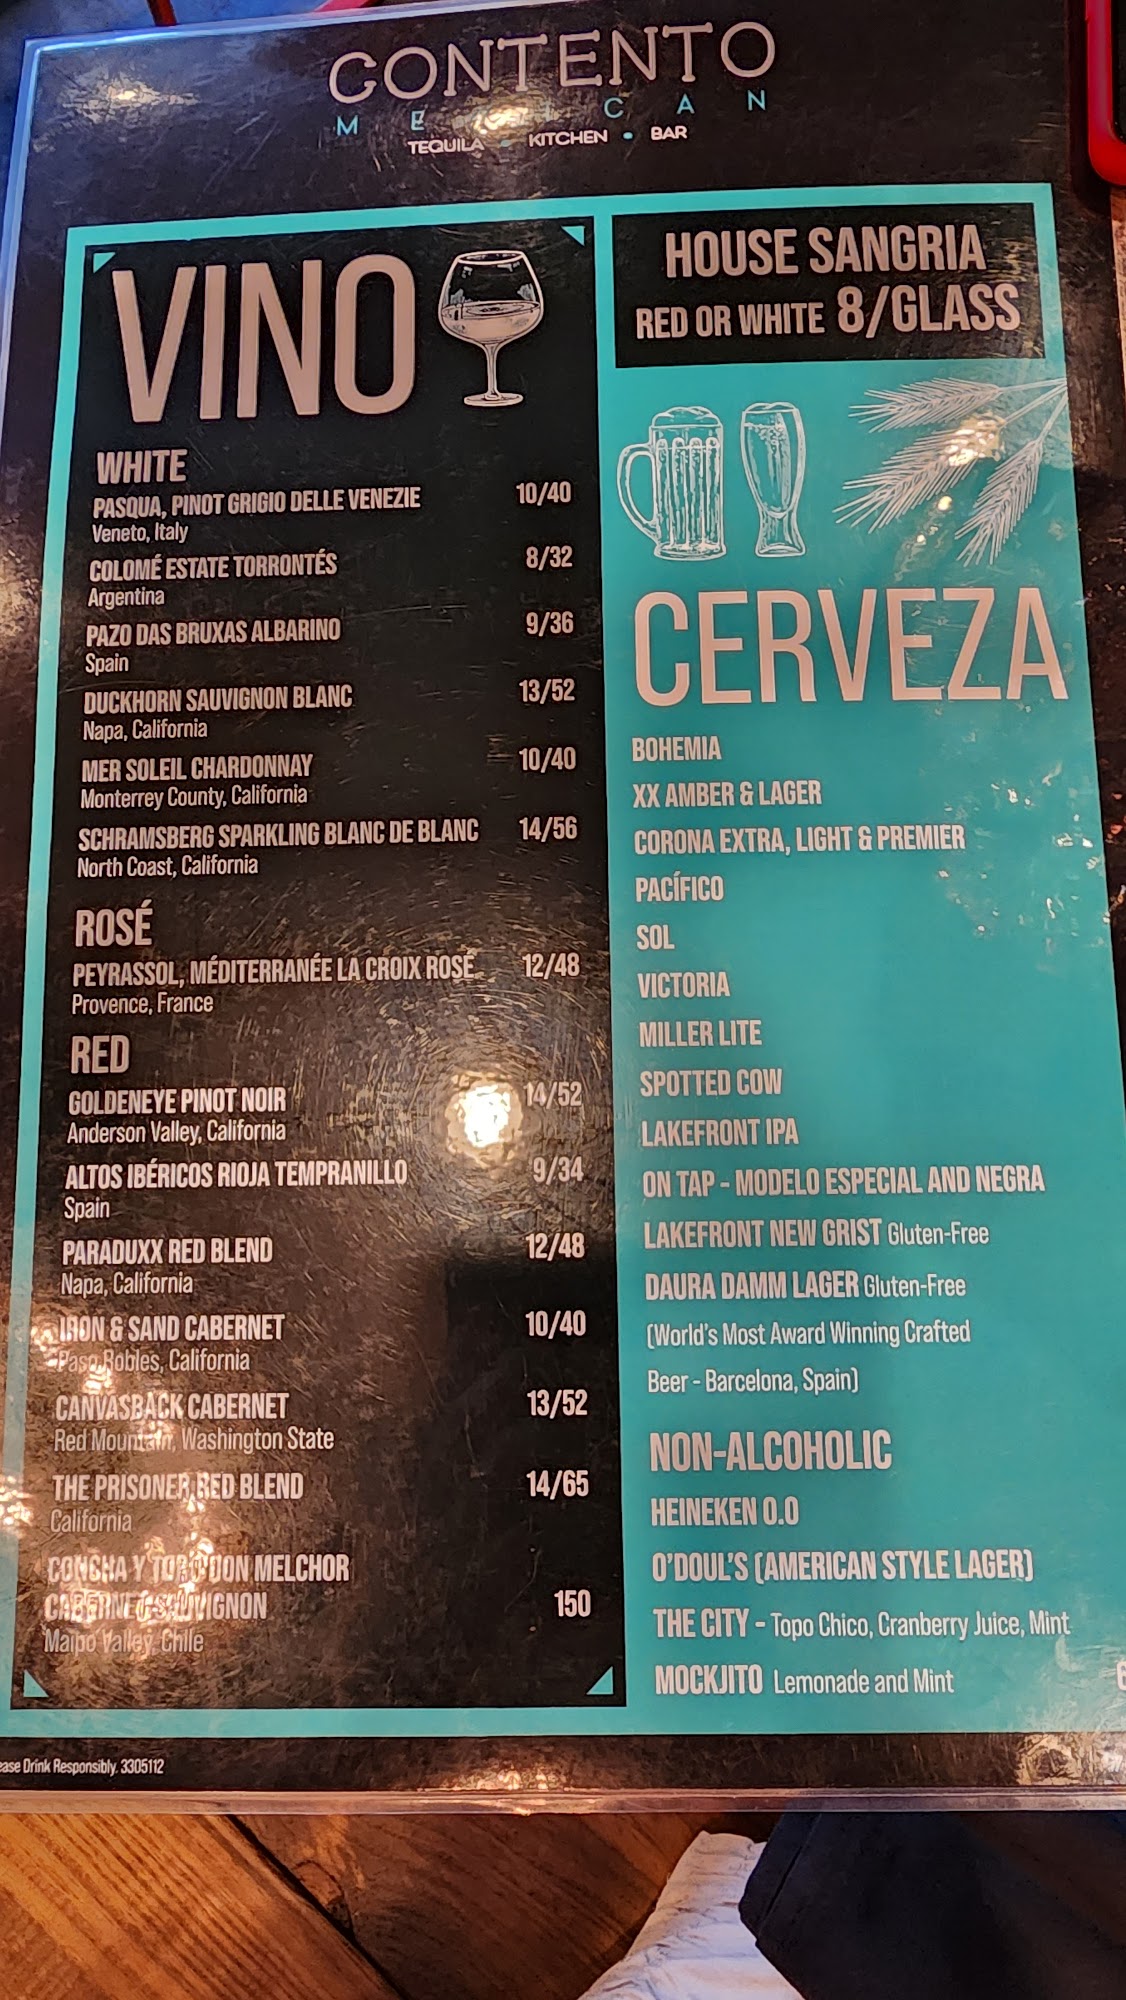 CONTENTO
MEXICAN
TEQUILA • KITCHEN • BAR
VINO
WHITE
PASQUA, PINOT GRIGIO DELLE VENEZIE 10/40
Veneto, Italy
COLOMÉ ESTATE TORRONTÉS 8/32
Argentina
PAZO DAS BRUXAS ALBARINO 9/36
Spain
DUCKHORN SAUVIGNON BLANC 13/52
Napa, California
MER SOLEIL CHARDONNAY 10/40
Monterrey County, California
SCHRAMSBERG SPARKLING BLANC DE BLANC 14/56
North Coast, California
ROSÉ
PEYRASSOL, MÉDITERRANÉE LA CROIX ROSÉ 12/48
Provence, France
RED
GOLDENEYE PINOT NOIR 14/52
Anderson Valley, California
ALTOS IBÉRICOS RIOJA TEMPRANILLO 9/34
Spain
PARADUXX RED BLEND 12/48
Napa, California
IRON & SAND CABERNET 10/40
Paso Robles, California
CANVASBACK CABERNET 13/52
Red Mountain, Washington State
THE PRISONER RED BLEND 14/65
California
CONCHA Y TORO DON MELCHOR
CABERNET SAUVIGNON 150
Maipo Valley, Chile
HOUSE SANGRIA
RED OR WHITE 8/GLASS
CERVEZA
BOHEMIA
XX AMBER & LAGER
CORONA EXTRA, LIGHT & PREMIER
PACÍFICO
SOL
VICTORIA
MILLER LITE
SPOTTED COW
LAKEFRONT IPA
ON TAP - MODELO ESPECIAL AND NEGRA
LAKEFRONT NEW GRIST Gluten-Free
DAURA DAMM LAGER Gluten-Free
(World's Most Award Winning Crafted
Beer - Barcelona, Spain)
NON-ALCOHOLIC
HEINEKEN 0.0
O'DOUL'S (AMERICAN STYLE LAGER)
THE CITY - Topo Chico, Cranberry Juice, Mint
MOCKJITO Lemonade and Mint
ease Drink Responsibly. 3305112